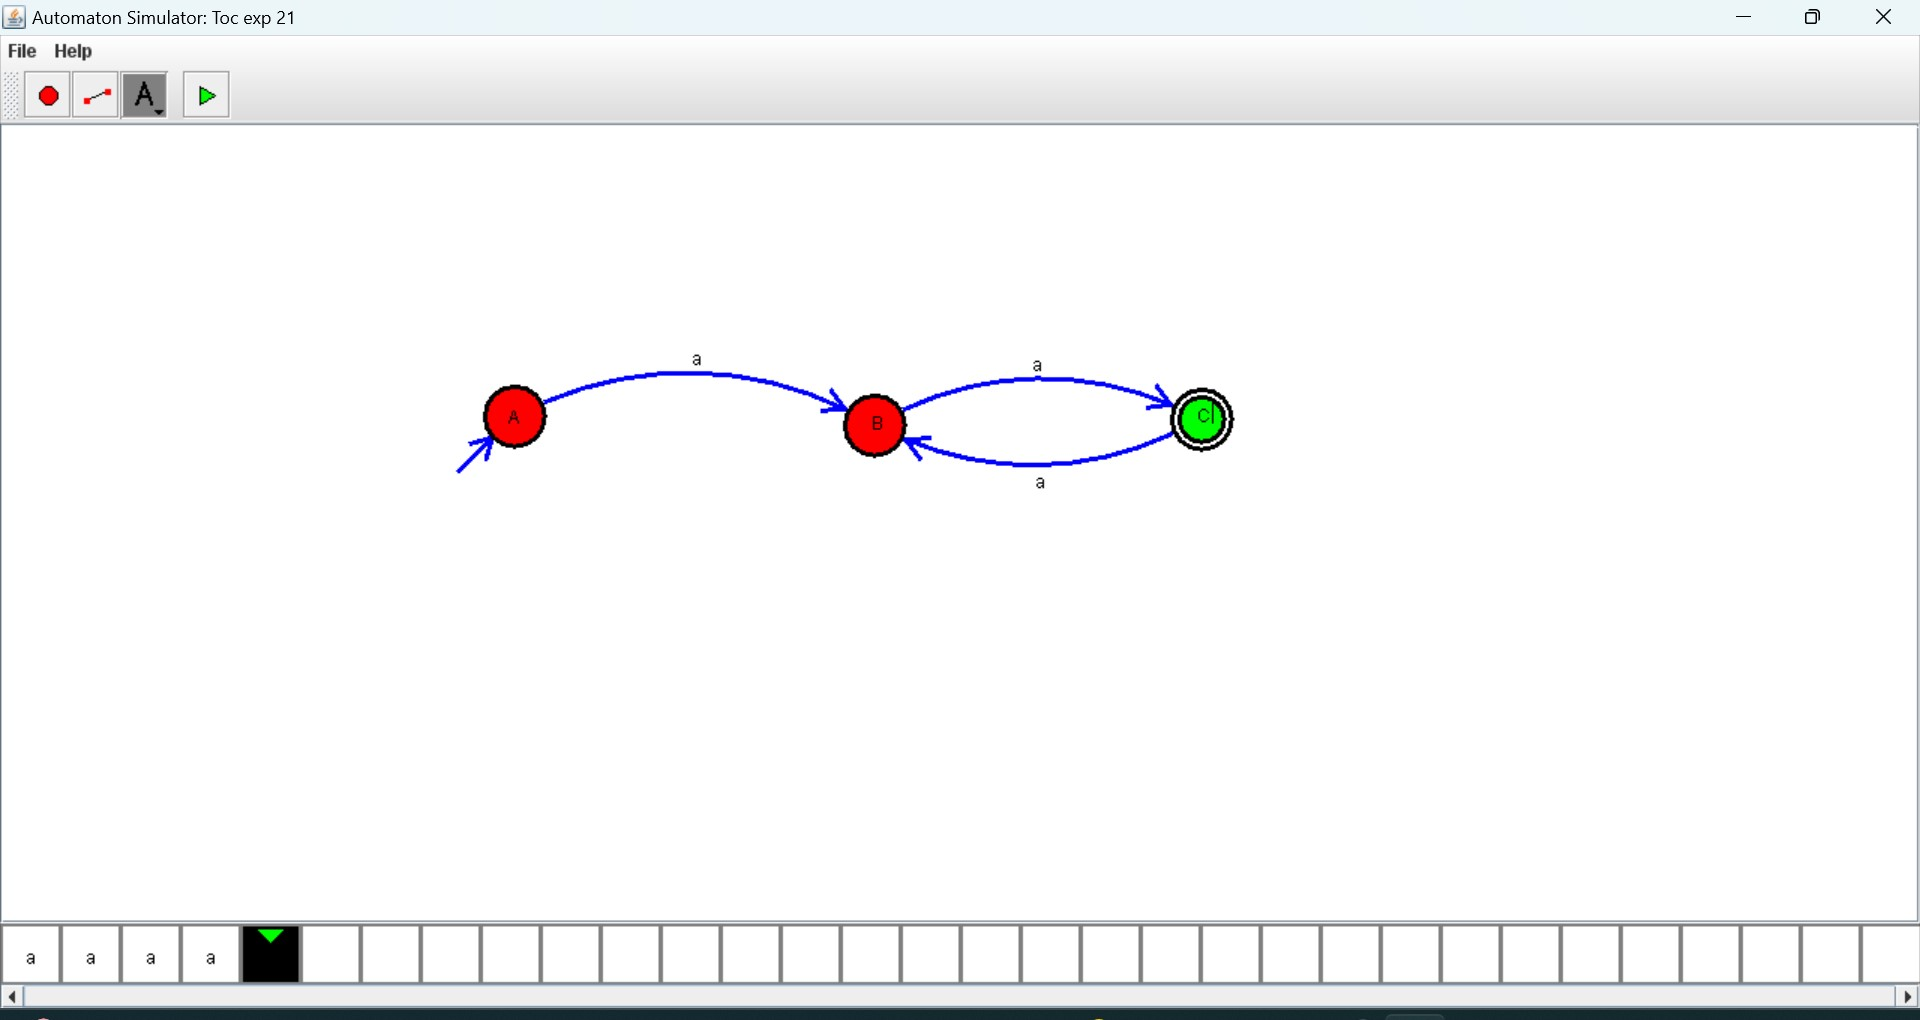 Automaton Simulator: Toc exp 21
File Help
A
a a
A B C
a
a a a a